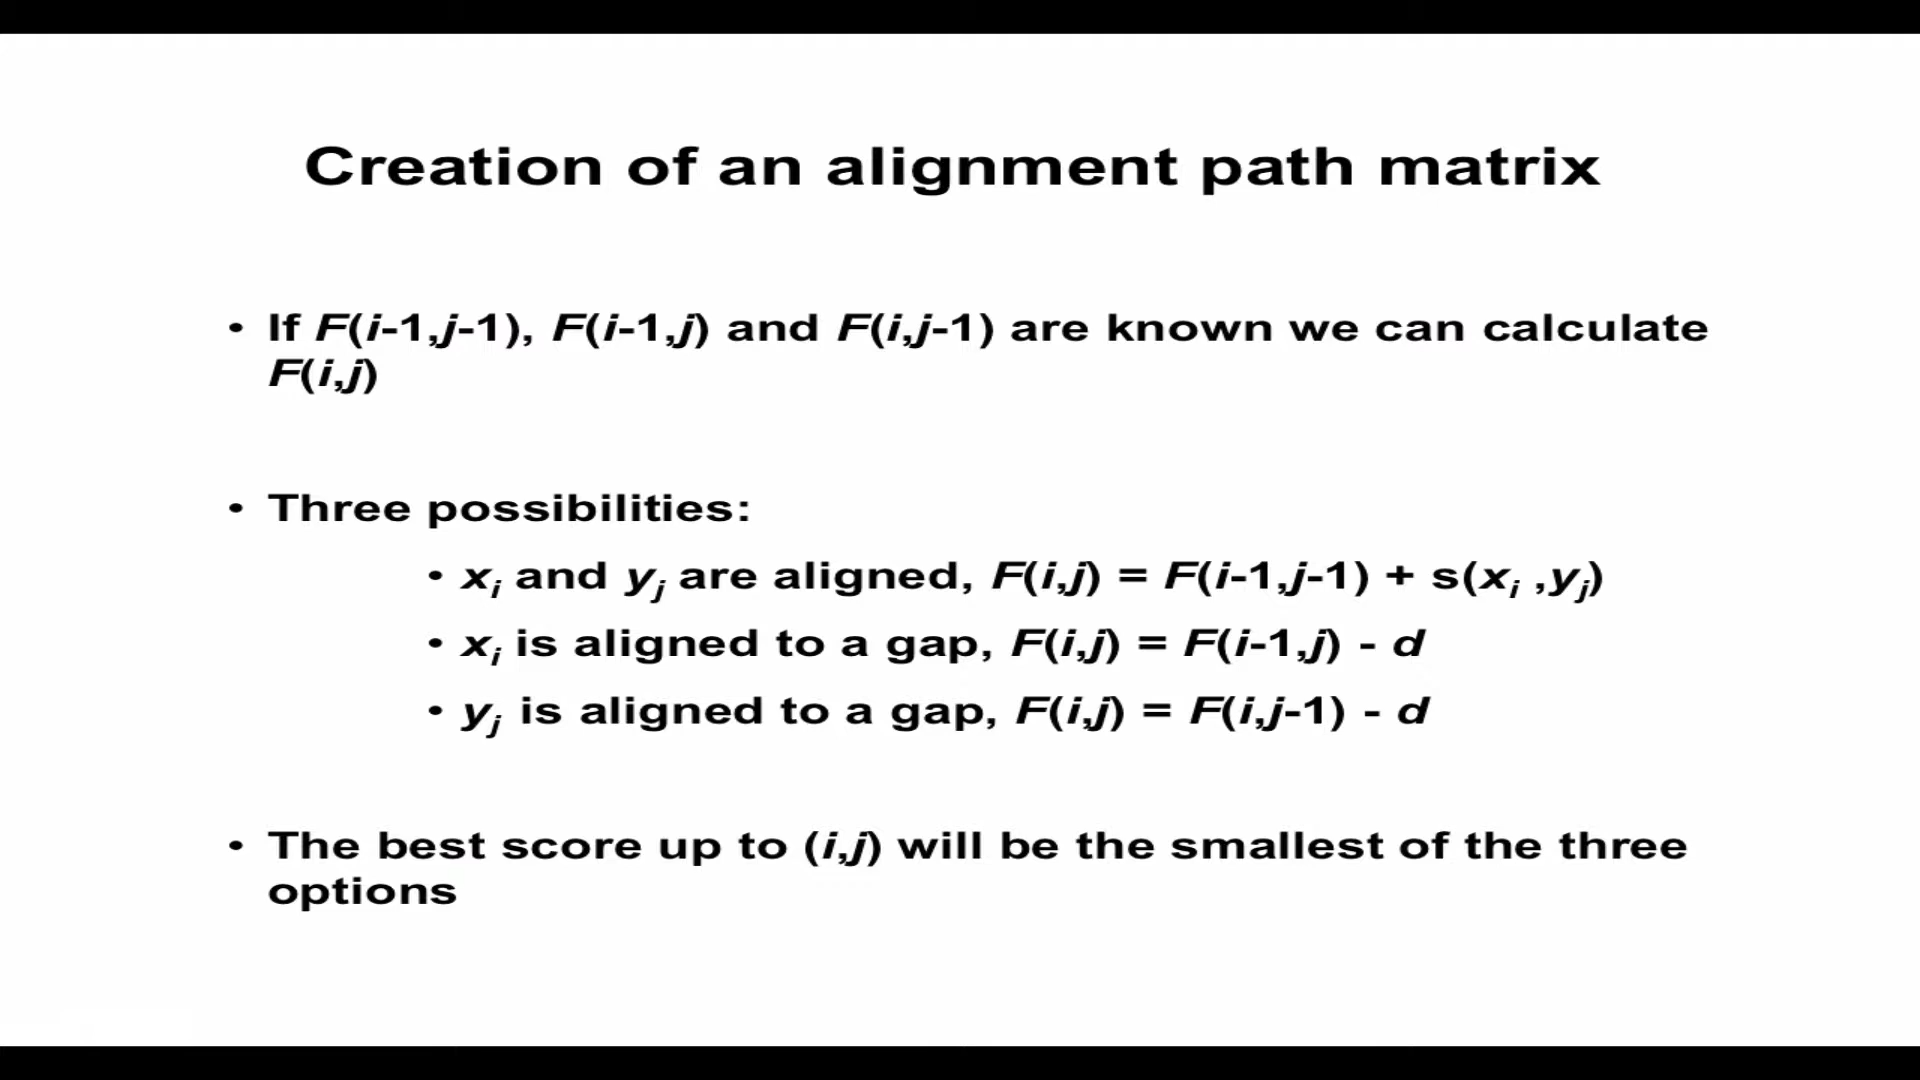 Creation of an alignment path matrix
• If F(i-1,j-1), F(i-1,j) and F(i,j-1) are known we can calculate
F(i,j)
• Three possibilities:
• xi and yj are aligned, F(i,j) = F(i-1,j-1) + s(xi ,yj)
• xi is aligned to a gap, F(i,j) = F(i-1,j) - d
• yj is aligned to a gap, F(i,j) = F(i,j-1) - d
• The best score up to (i,j) will be the smallest of the three
options